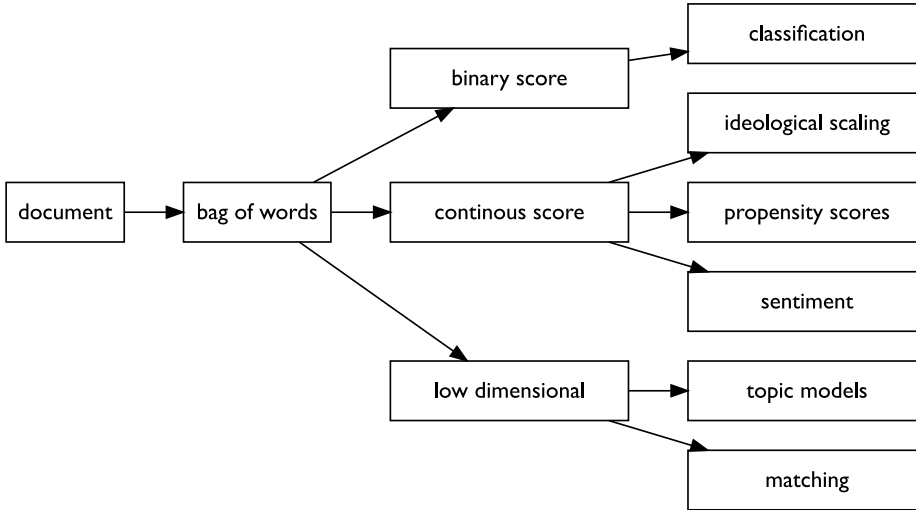 document
bag of words
binary score
continous score
low dimensional
classification
ideological scaling
propensity scores
sentiment
topic models
matching